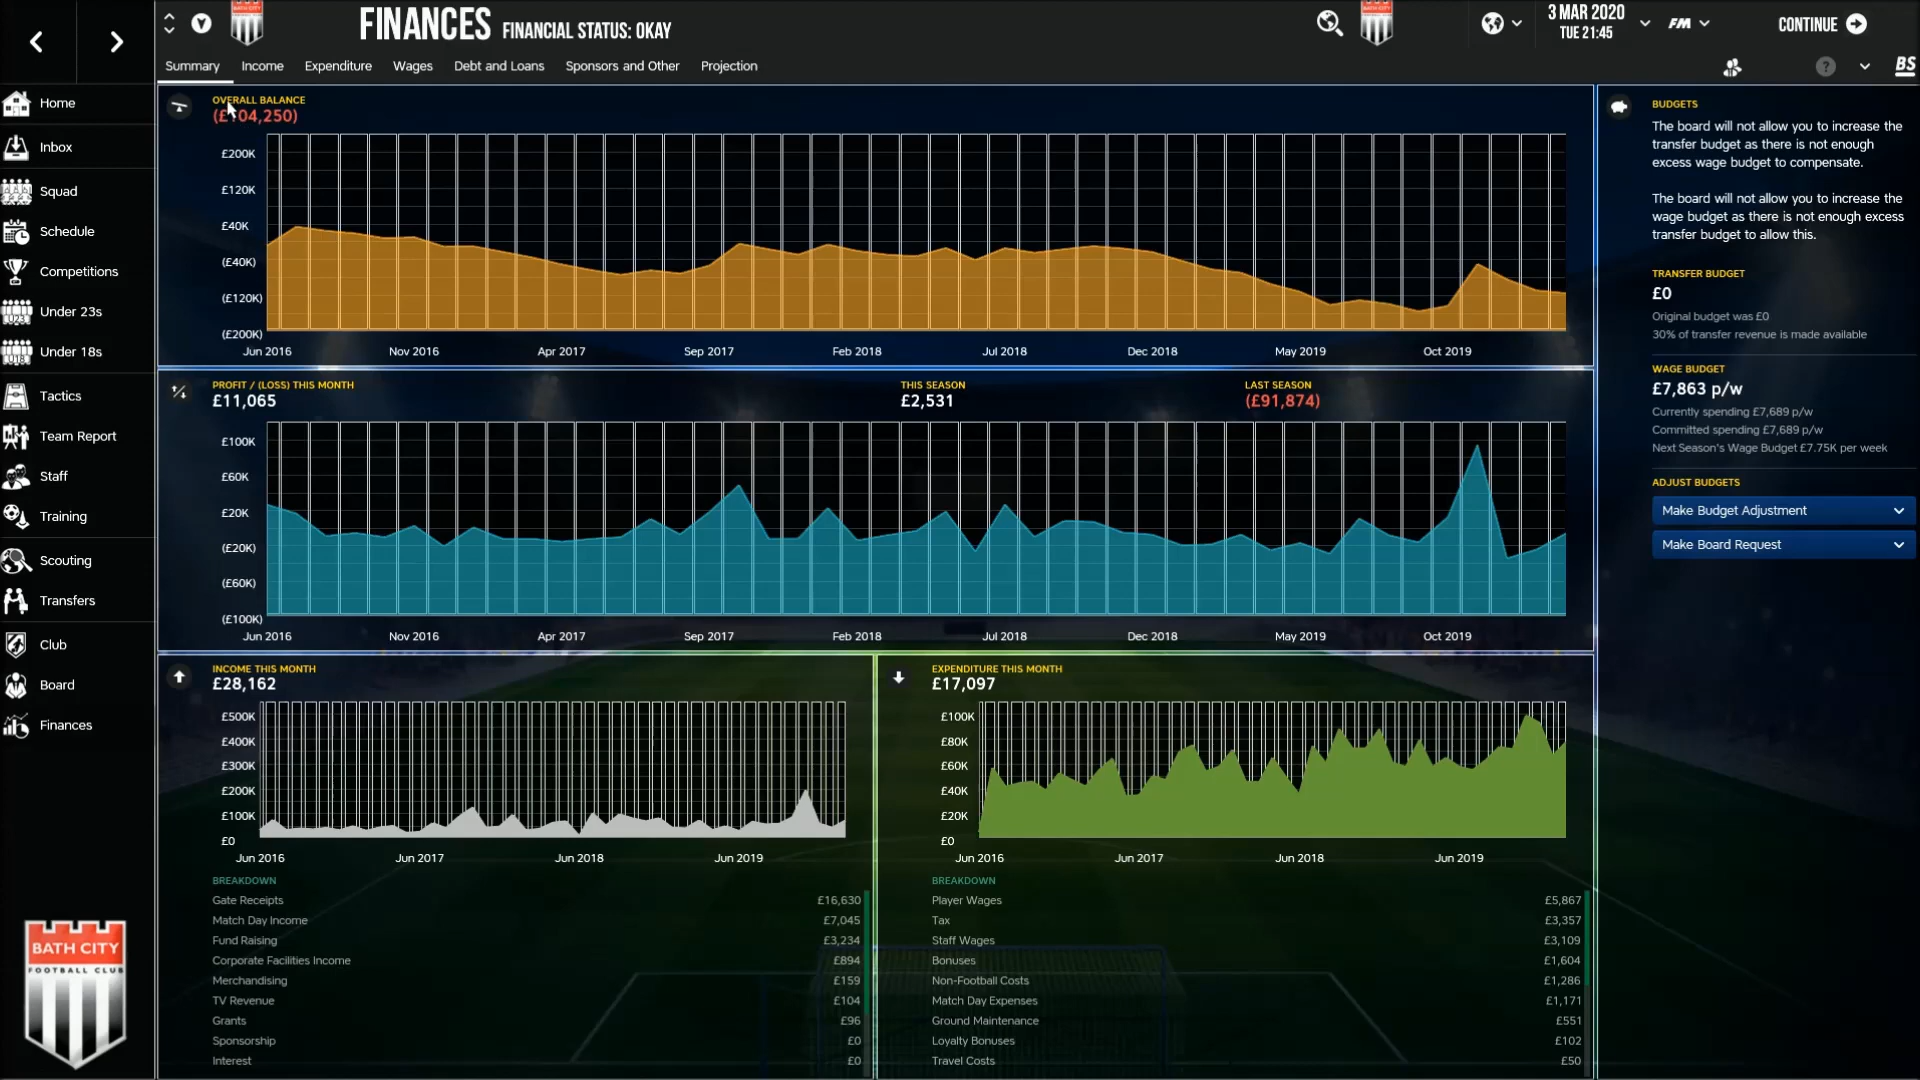 FINANCES FINANCIAL STATUS: OKAY
3 MAR 2020
TUE 21:45
FM
CONTINUE
Summary Income Expenditure Wages Debt and Loans Sponsors and Other Projection
BS
Home
Inbox
Squad
Schedule
Competitions
Under 23s
Under 18s
Tactics
Team Report
Staff
Training
Scouting
Transfers
Club
Board
Finances
BATH CITY
FOOTBALL CLUB
OVERALL BALANCE
(£104,250)
£200K
£120K
£40K
(£40K)
(£120K)
(£200K)
Jun 2016 Nov 2016 Apr 2017 Sep 2017 Feb 2018 Jul 2018 Dec 2018 May 2019 Oct 2019
PROFIT / (LOSS) THIS MONTH THIS SEASON LAST SEASON
£11,065 £2,531 (£91,874)
£100K
£60K
£20K
(£20K)
(£60K)
(£100K)
Jun 2016 Nov 2016 Apr 2017 Sep 2017 Feb 2018 Jul 2018 Dec 2018 May 2019 Oct 2019
INCOME THIS MONTH
£28,162
£500K
£400K
£300K
£200K
£100K
£0
Jun 2016 Jun 2017 Jun 2018 Jun 2019
BREAKDOWN
Gate Receipts £16,630
Match Day Income £7,045
Fund Raising £3,234
Corporate Facilities Income £894
Merchandising £159
TV Revenue £104
Grants £96
Sponsorship £0
Interest £0
EXPENDITURE THIS MONTH
£17,097
£100K
£80K
£60K
£40K
£20K
£0
Jun 2016 Jun 2017 Jun 2018 Jun 2019
BREAKDOWN
Player Wages £5,867
Tax £3,357
Staff Wages £3,109
Bonuses £1,604
Non-Football Costs £1,286
Match Day Expenses £1,171
Ground Maintenance £551
Loyalty Bonuses £102
Travel Costs £50
BUDGETS
The board will not allow you to increase the
transfer budget as there is not enough
excess wage budget to compensate.
The board will not allow you to increase the
wage budget as there is not enough excess
transfer budget to allow this.
TRANSFER BUDGET
£0
Original budget was £0
30% of transfer revenue is made available
WAGE BUDGET
£7,863 p/w
Currently spending £7,689 p/w
Committed spending £7,689 p/w
Next Season's Wage Budget £7.75K per week
ADJUST BUDGETS
Make Budget Adjustment
Make Board Request